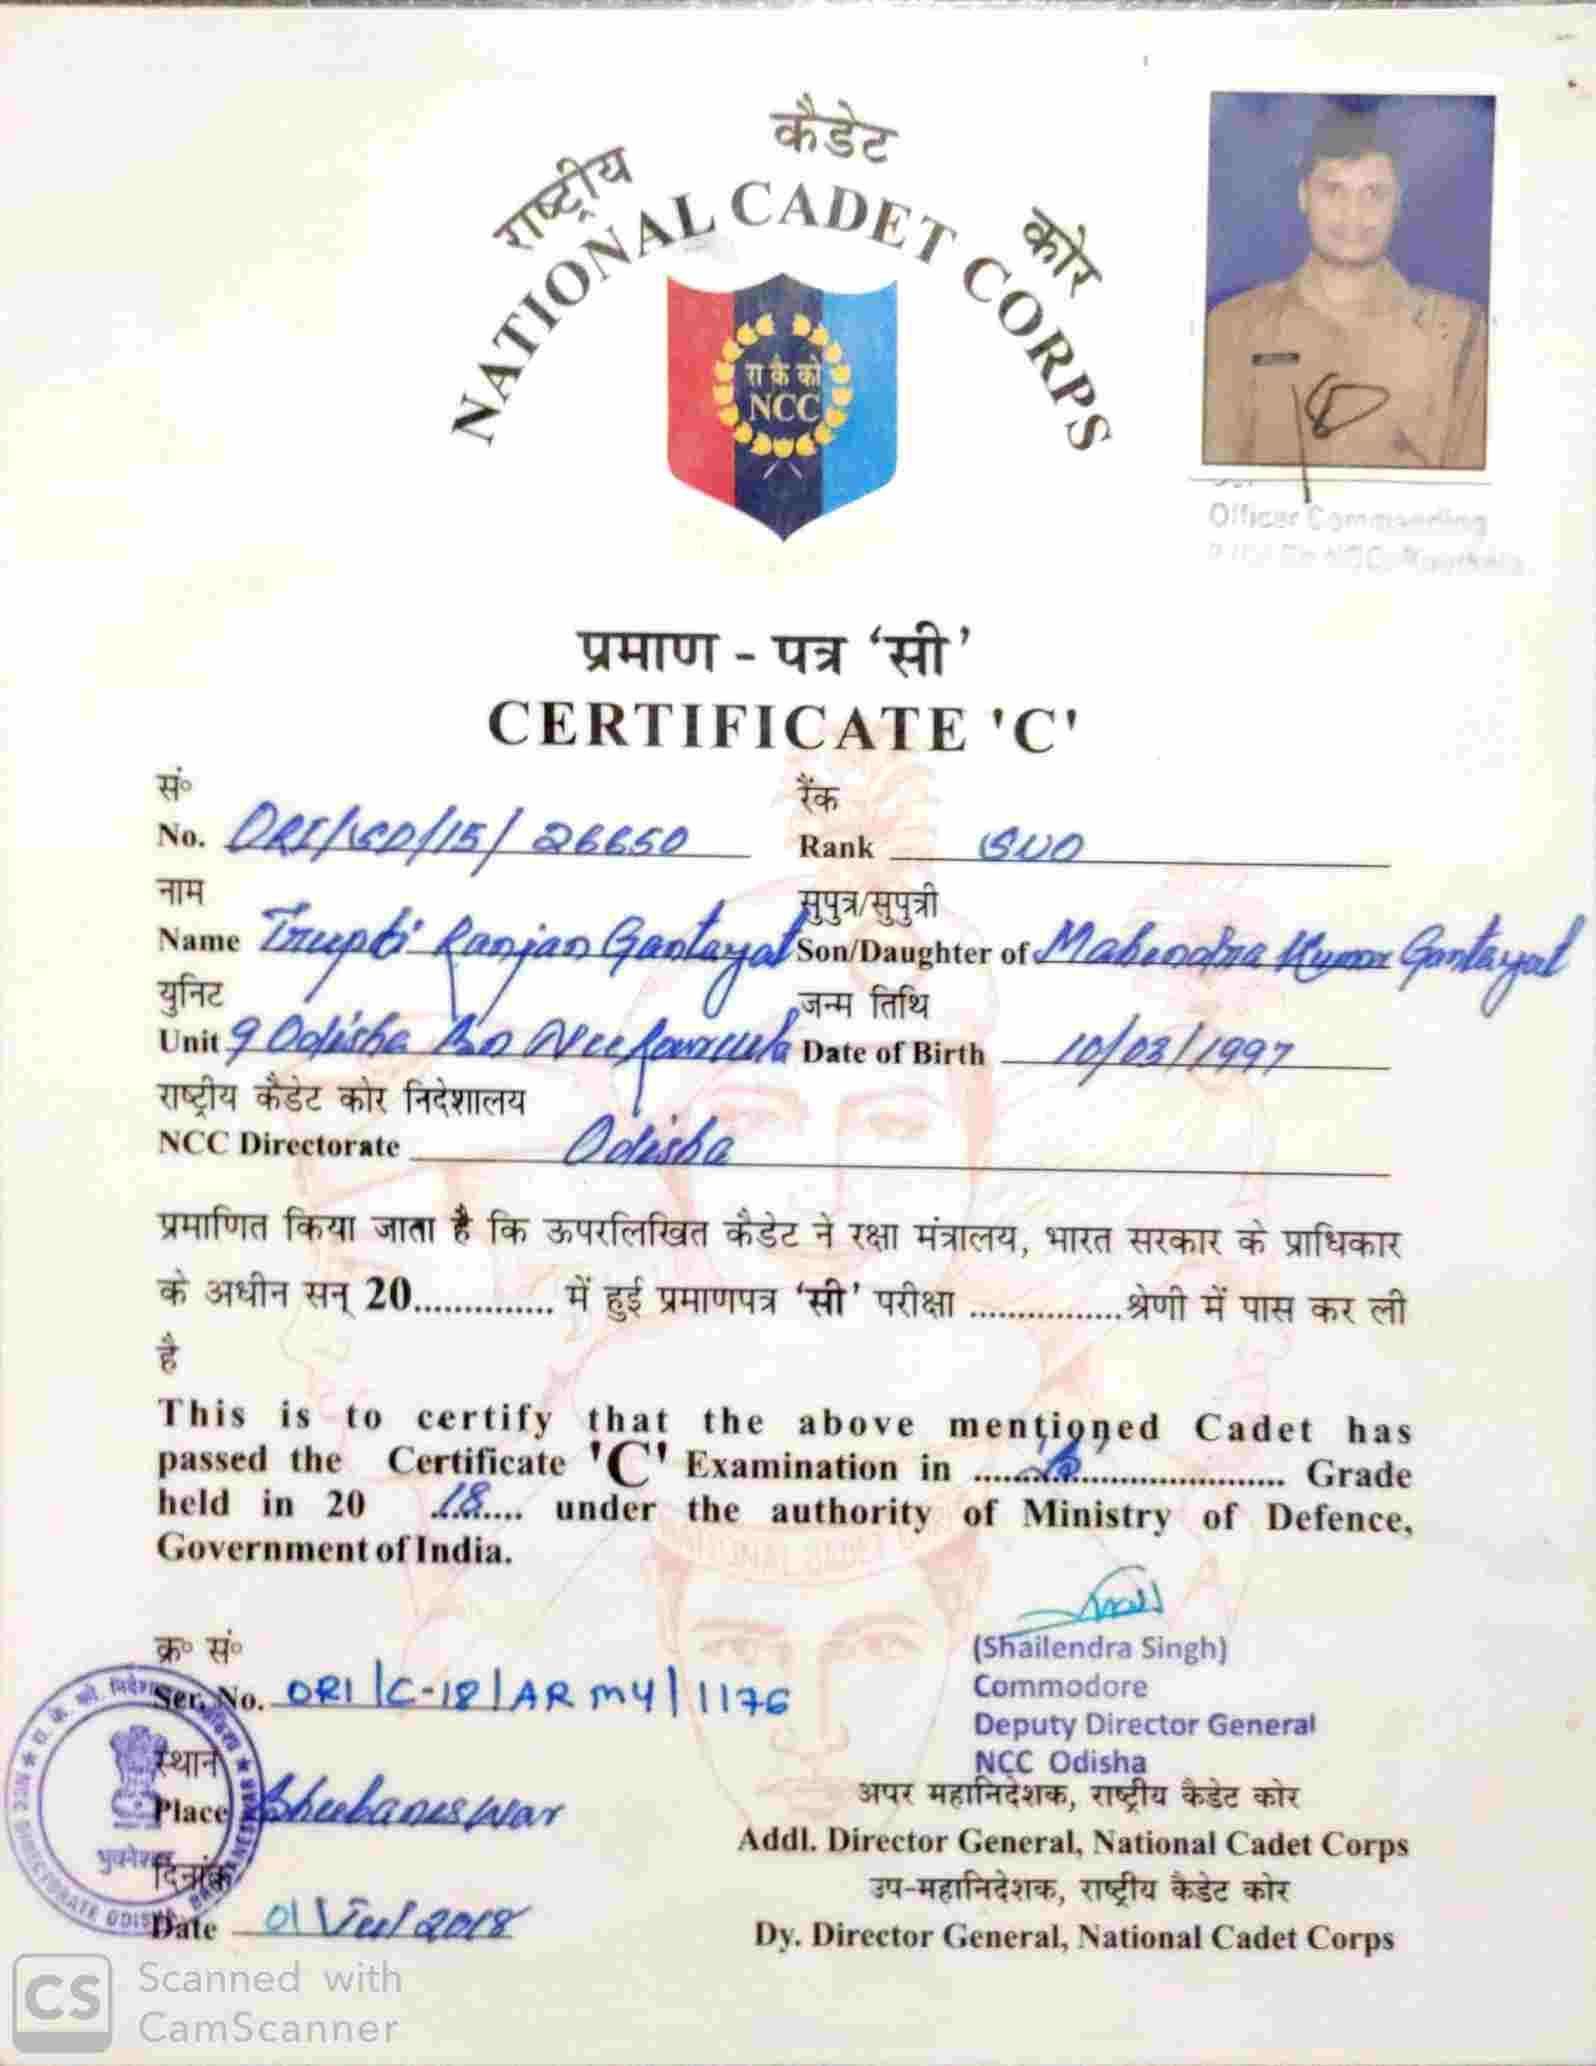 राष्ट्रीय कैडेट कोर
NATIONAL CADET CORPS
रा कै को
NCC
Officer Commanding
प्रमाण - पत्र ‘सी’
CERTIFICATE 'C'
सं॰ रैंक
No. ORI/SD/15/ 26650 Rank SUO
नाम सुपुत्र/सुपुत्री
Name Trupti Ranjan Gantayat Son/Daughter of Mahendra Kumar Gantayat
युनिट जन्म तिथि
Unit 9 Odisha Bn NCC Date of Birth 10/03/1997
राष्ट्रीय कैडेट कोर निदेशालय
NCC Directorate Odisha
प्रमाणित किया जाता है कि ऊपरलिखित कैडेट ने रक्षा मंत्रालय, भारत सरकार के प्राधिकार
के अधीन सन् 20.............. में हुई प्रमाणपत्र ‘सी’ परीक्षा ................श्रेणी में पास कर ली
है
This is to certify that the above mentioned Cadet has
passed the Certificate 'C' Examination in ........ Grade
held in 20 18.... under the authority of Ministry of Defence,
Government of India.
(Shailendra Singh)
Commodore
Deputy Director General
NCC Odisha
क्र॰ सं॰
Ser. No. ORI/C-18/ARMY/1176
स्थान
Place Bhubaneswar
दिनांक
Date 01 Jul 2018
अपर महानिदेशक, राष्ट्रीय कैडेट कोर
Addl. Director General, National Cadet Corps
उप-महानिदेशक, राष्ट्रीय कैडेट कोर
Dy. Director General, National Cadet Corps
NCC DIRECTORATE ODISHA BHUBANESWAR
भुवनेश्वर
CS Scanned with
CamScanner